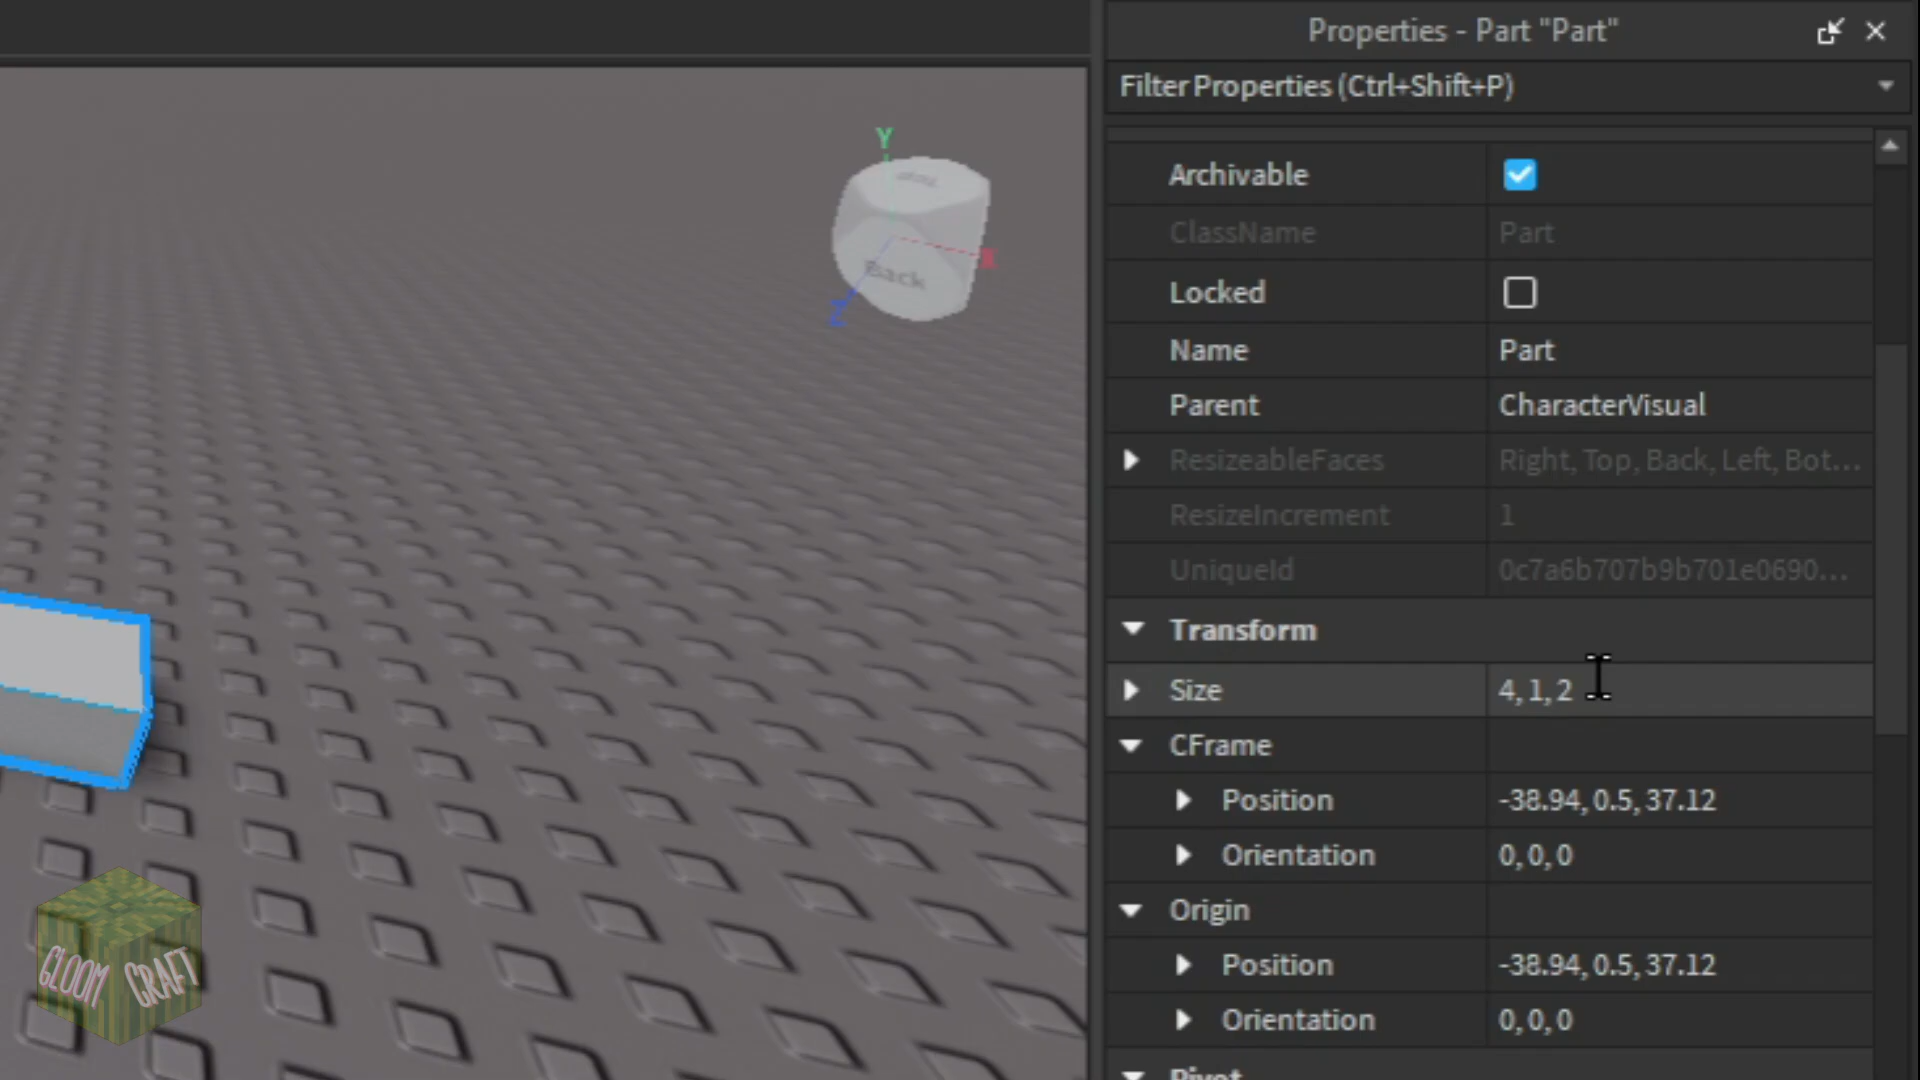 Properties - Part "Part"
Filter Properties (Ctrl+Shift+P)
Y
Back
X
Z
Archivable
ClassName Part
Locked
Name Part
Parent CharacterVisual
ResizeableFaces Right, Top, Back, Left, Bot...
ResizeIncrement 1
UniqueId 0c7a6b707b9b701e0690...
Transform
Size 4, 1, 2
CFrame
Position -38.94, 0.5, 37.12
Orientation 0, 0, 0
Origin
Position -38.94, 0.5, 37.12
Orientation 0, 0, 0
Pivot
GLOOM CRAFT